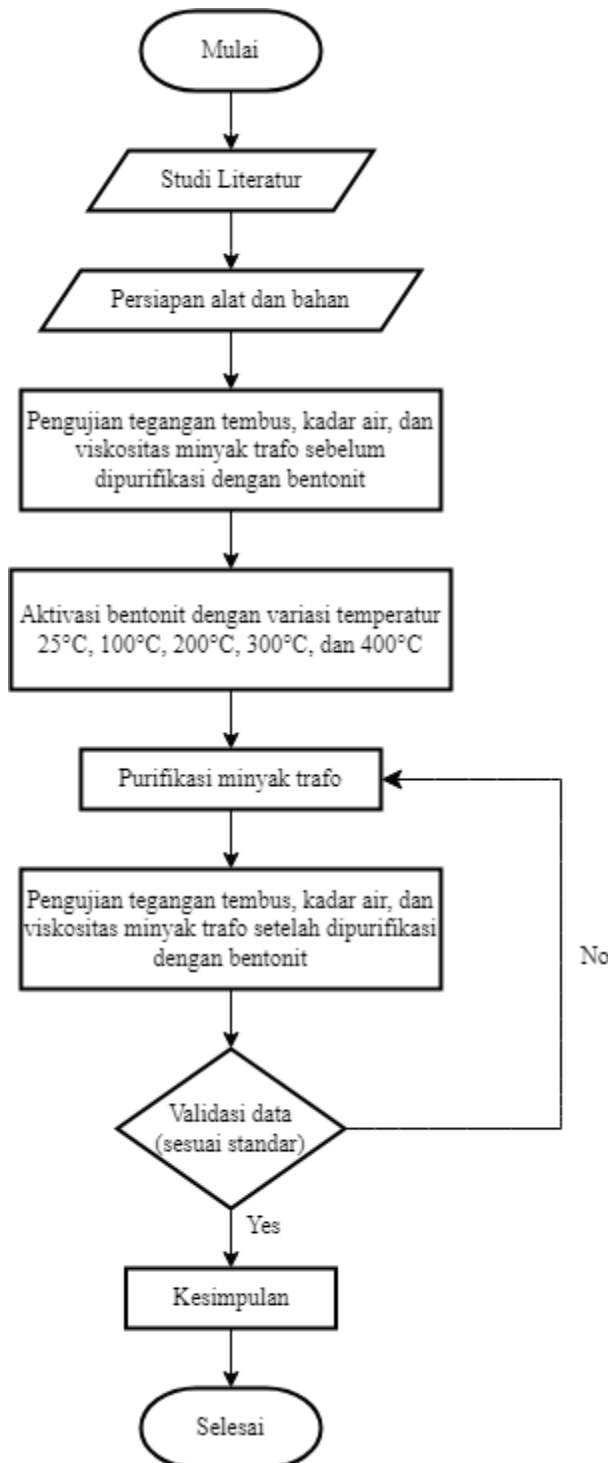 Mulai
Studi Literatur
Persiapan alat dan bahan
Pengujian tegangan tembus, kadar air, dan
viskositas minyak trafo sebelum
dipurifikasi dengan bentonit
Aktivasi bentonit dengan variasi temperatur
25°C, 100°C, 200°C, 300°C, dan 400°C
Purifikasi minyak trafo
Pengujian tegangan tembus, kadar air, dan
viskositas minyak trafo setelah dipurifikasi
dengan bentonit
No
Validasi data
(sesuai standar)
Yes
Kesimpulan
Selesai